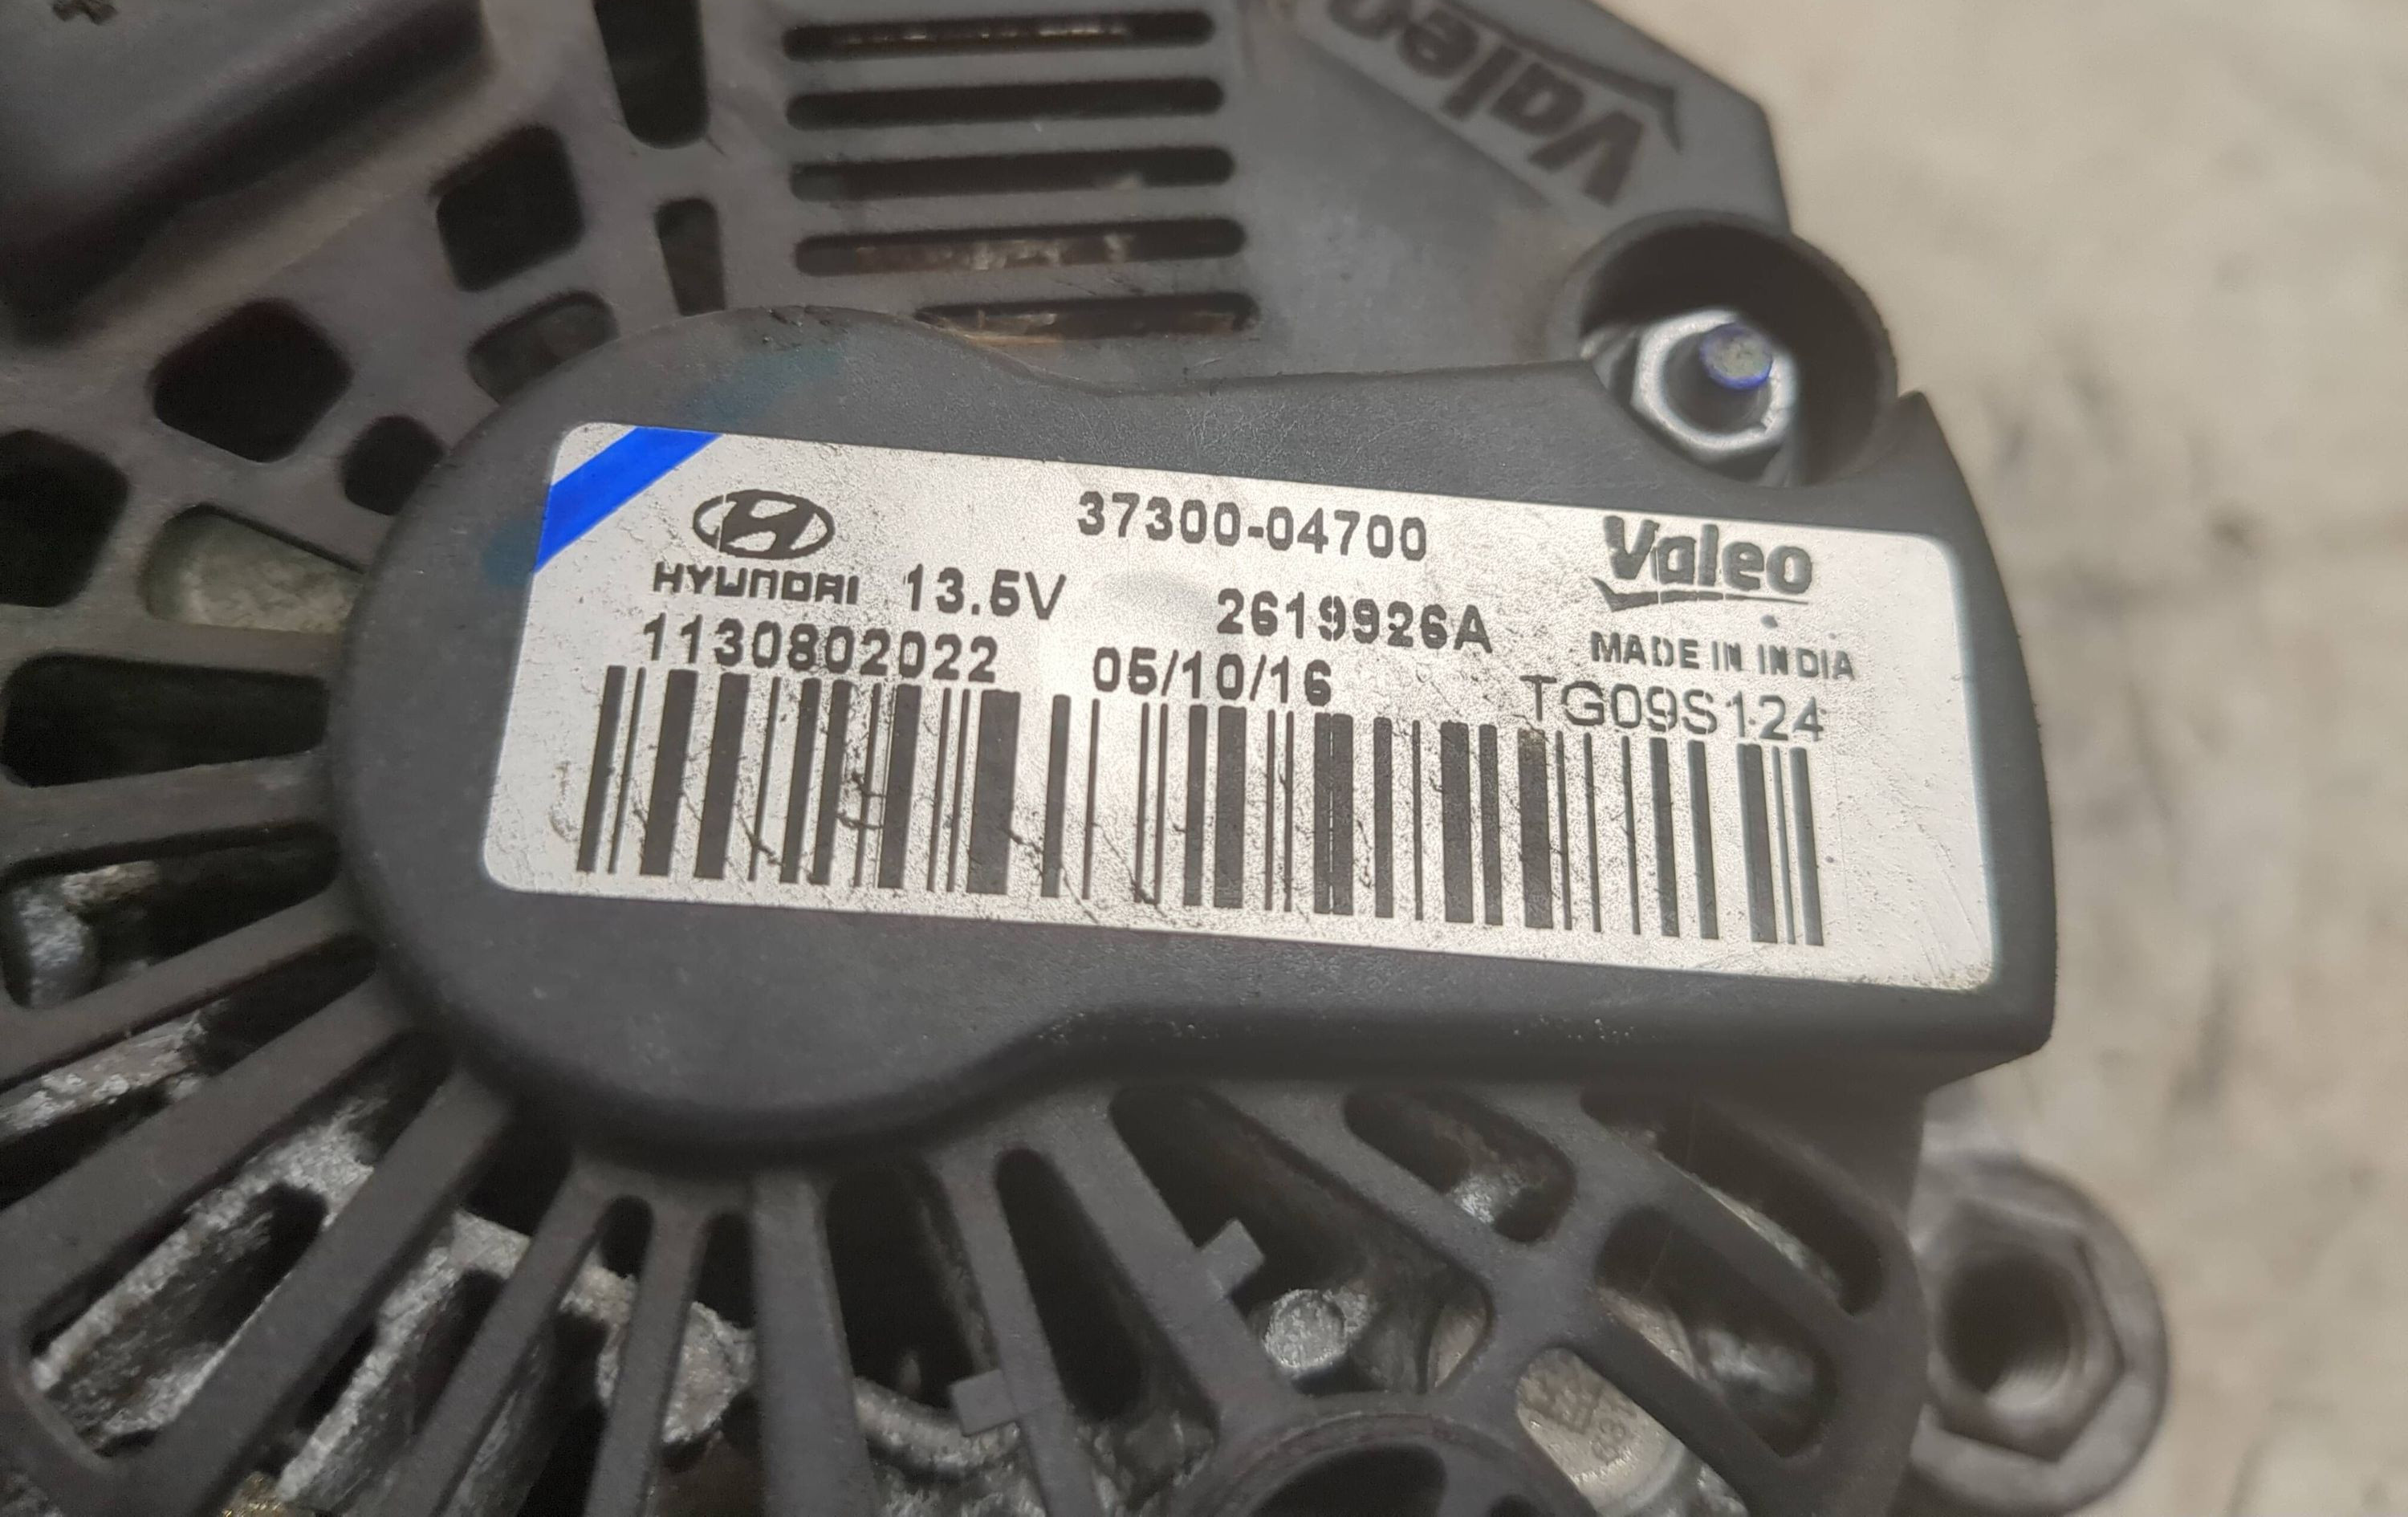 Valeo
37300-04700
Valeo
HYUNDAI 13.5V 2619926A
MADE IN INDIA
1130802022 05/10/16 TG09S124